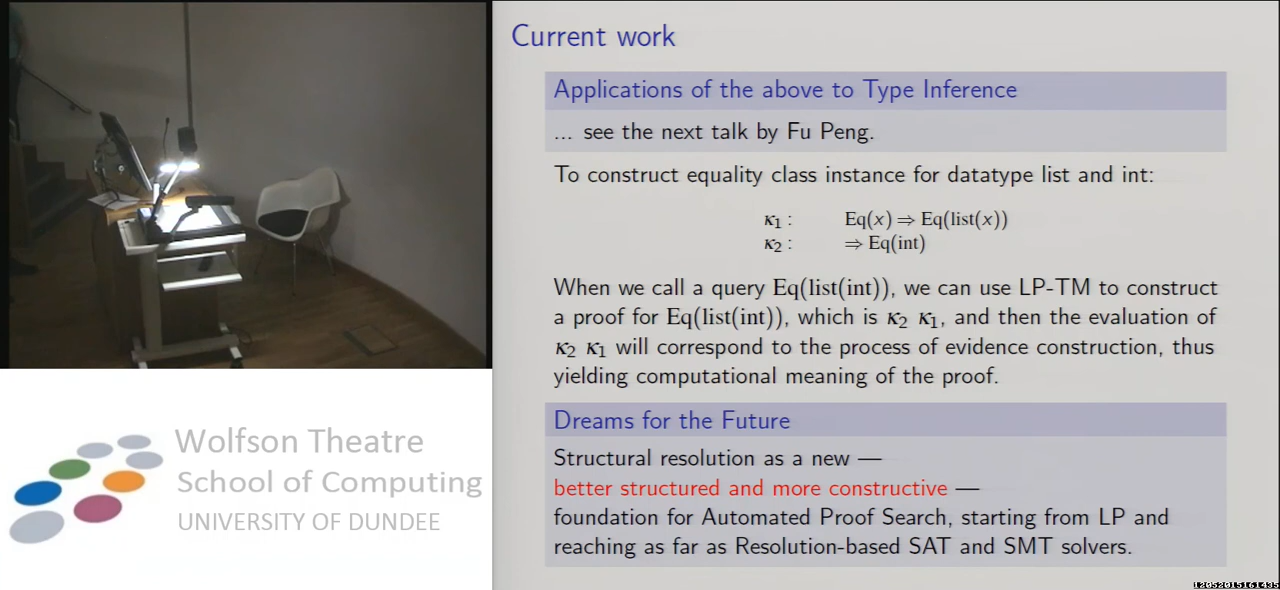 Current work
Applications of the above to Type Inference
... see the next talk by Fu Peng.
To construct equality class instance for datatype list and int:
κ₁ : Eq(x) ⇒ Eq(list(x))
κ₂ : ⇒ Eq(int)
When we call a query Eq(list(int)), we can use LP-TM to construct
a proof for Eq(list(int)), which is κ₂ κ₁, and then the evaluation of
κ₂ κ₁ will correspond to the process of evidence construction, thus
yielding computational meaning of the proof.
Dreams for the Future
Structural resolution as a new —
better structured and more constructive —
foundation for Automated Proof Search, starting from LP and
reaching as far as Resolution-based SAT and SMT solvers.
Wolfson Theatre
School of Computing
UNIVERSITY OF DUNDEE